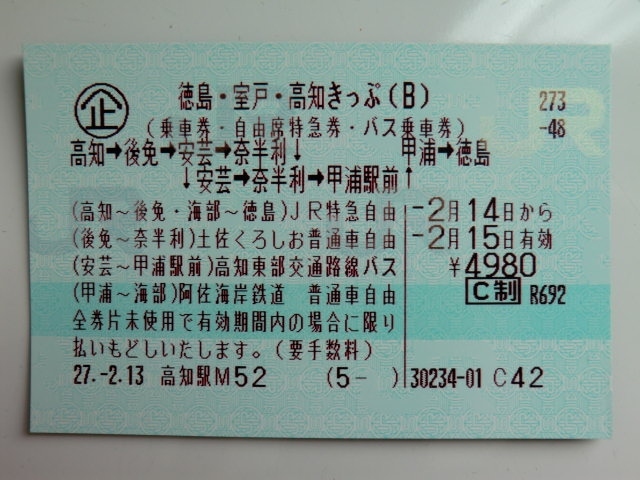 企 徳島・室戸・高知きっぷ(B) 273
(乗車券・自由席特急券・バス乗車券) -48
高知→後免→安芸→奈半利↓ 甲浦→徳島
↓安芸→奈半利→甲浦駅前↑
(高知～後免・海部～徳島)JR特急自由 -2月14日から
(後免～奈半利)土佐くろしお普通車自由 -2月15日有効
(安芸～甲浦駅前)高知東部交通路線バス ¥4980
(甲浦～海部)阿佐海岸鉄道 普通車自由 C制 R692
全券片未使用で有効期間内の場合に限り
払いもどしいたします。(要手数料)
27.-2.13 高知駅M52 (5- ) 30234-01 C42